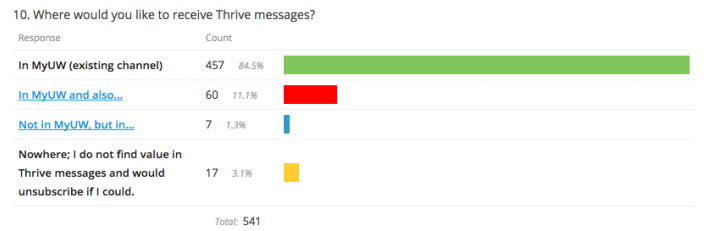 10. Where would you like to receive Thrive messages?
Response Count
In MyUW (existing channel) 457 84.5%
In MyUW and also... 60 11.1%
Not in MyUW, but in... 7 1.3%
Nowhere; I do not find value in
Thrive messages and would 17 3.1%
unsubscribe if I could.
Total: 541